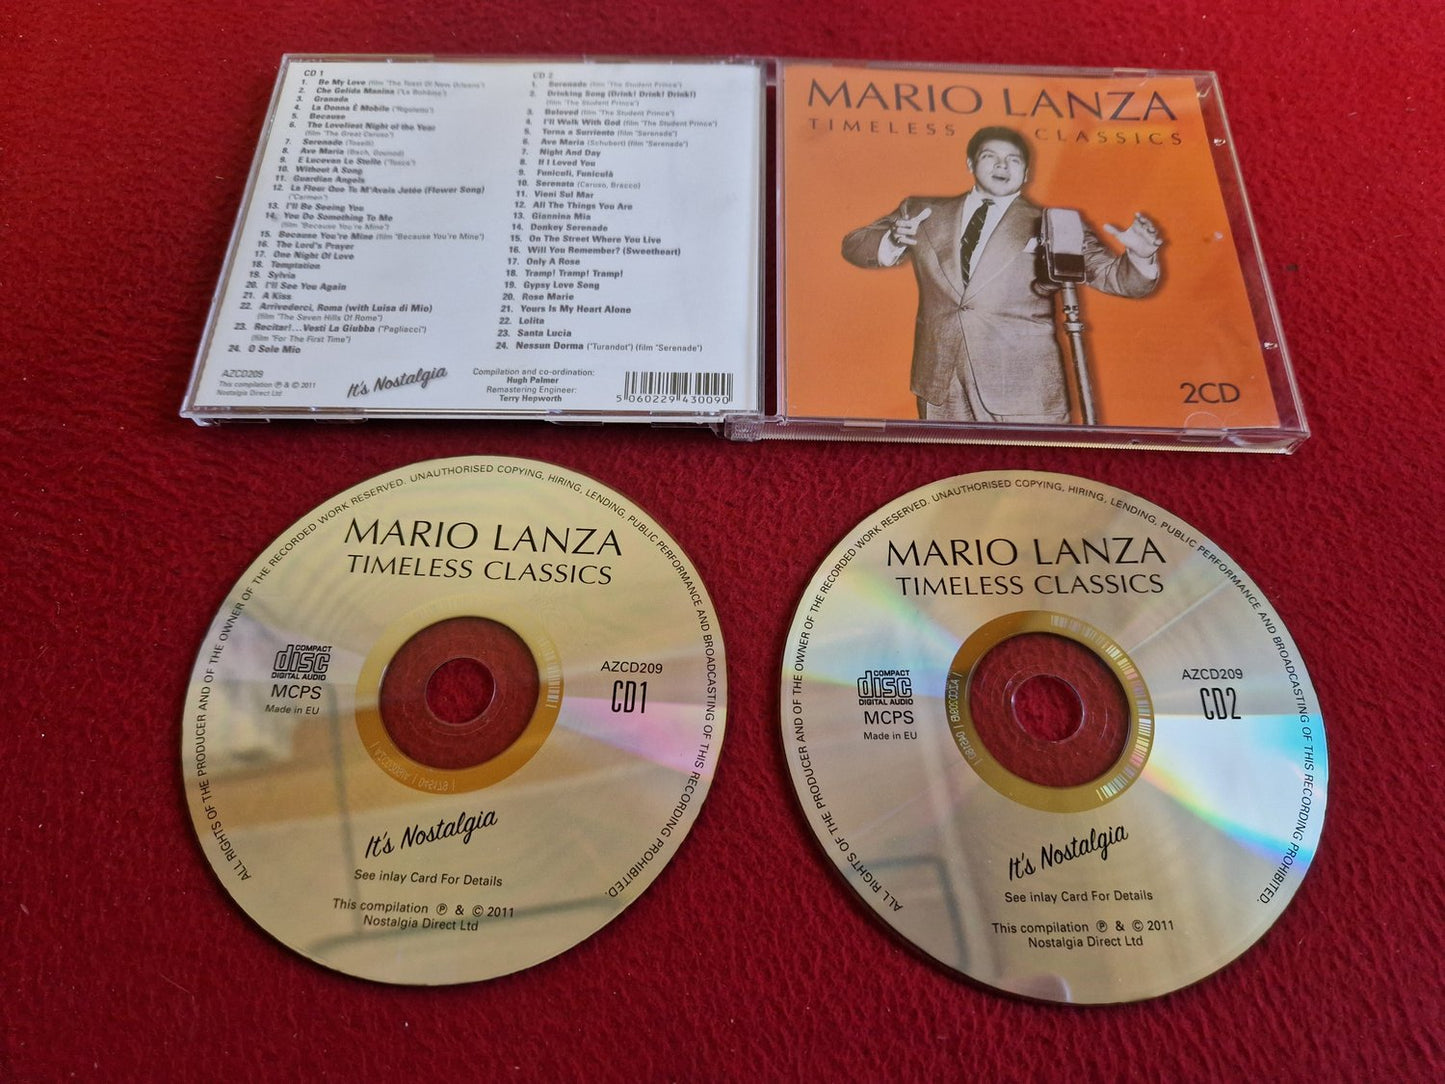 CD 1
1. Be My Love (film "The Toast Of New Orleans")
2. Che Gelida Manina ("La Bohème")
3. Granada
4. La Donna È Mobile ("Rigoletto")
5. Because
6. The Loveliest Night of the Year
(film "The Great Caruso")
7. Serenade (Toselli)
8. Ave Maria (Bach, Gounod)
9. E Lucevan Le Stelle ("Tosca")
10. Without A Song
11. Guardian Angels
12. La Fleur Que Tu M'Avais Jetée (Flower Song)
("Carmen")
13. I'll Be Seeing You
14. You Do Something To Me
(film "Because You're Mine")
15. Because You're Mine (film "Because You're Mine")
16. The Lord's Prayer
17. One Night Of Love
18. Temptation
19. Sylvia
20. I'll See You Again
21. A Kiss
22. Arrivederci, Roma (with Luisa di Mio)
(film "The Seven Hills Of Rome")
23. Recitar!...Vesti La Giubba ("Pagliacci")
(film "For The First Time")
24. O Sole Mio
CD 2
1. Serenade (film "The Student Prince")
2. Drinking Song (Drink! Drink! Drink!)
(film "The Student Prince")
3. Beloved (film "The Student Prince")
4. I'll Walk With God (film "The Student Prince")
5. Torna a Surriento (film "Serenade")
6. Ave Maria (Schubert) (film "Serenade")
7. Night And Day
8. If I Loved You
9. Funiculì, Funiculà
10. Serenata (Caruso, Bracco)
11. Vieni Sul Mar
12. All The Things You Are
13. Giannina Mia
14. Donkey Serenade
15. On The Street Where You Live
16. Will You Remember? (Sweetheart)
17. Only A Rose
18. Tramp! Tramp! Tramp!
19. Gypsy Love Song
20. Rose Marie
21. Yours Is My Heart Alone
22. Lolita
23. Santa Lucia
24. Nessun Dorma ("Turandot") (film "Serenade")
AZCD209
This compilation ℗ & © 2011
Nostalgia Direct Ltd
It's Nostalgia
Compilation and co-ordination:
Hugh Palmer
Remastering Engineer:
Terry Hepworth
5 060229 430090
MARIO LANZA
TIMELESS CLASSICS
2CD
ALL RIGHTS OF THE PRODUCER AND OF THE OWNER OF THE RECORDED WORK RESERVED. UNAUTHORISED COPYING, HIRING, LENDING, PUBLIC PERFORMANCE AND BROADCASTING OF THIS RECORDING PROHIBITED.
MARIO LANZA
TIMELESS CLASSICS
COMPACT
disc
DIGITAL AUDIO
MCPS
Made in EU
AZCD209
CD1
It's Nostalgia
See inlay Card For Details
This compilation ℗ & © 2011
Nostalgia Direct Ltd
ALL RIGHTS OF THE PRODUCER AND OF THE OWNER OF THE RECORDED WORK RESERVED. UNAUTHORISED COPYING, HIRING, LENDING, PUBLIC PERFORMANCE AND BROADCASTING OF THIS RECORDING PROHIBITED.
MARIO LANZA
TIMELESS CLASSICS
COMPACT
disc
DIGITAL AUDIO
MCPS
Made in EU
AZCD209
CD2
It's Nostalgia
See inlay Card For Details
This compilation ℗ & © 2011
Nostalgia Direct Ltd